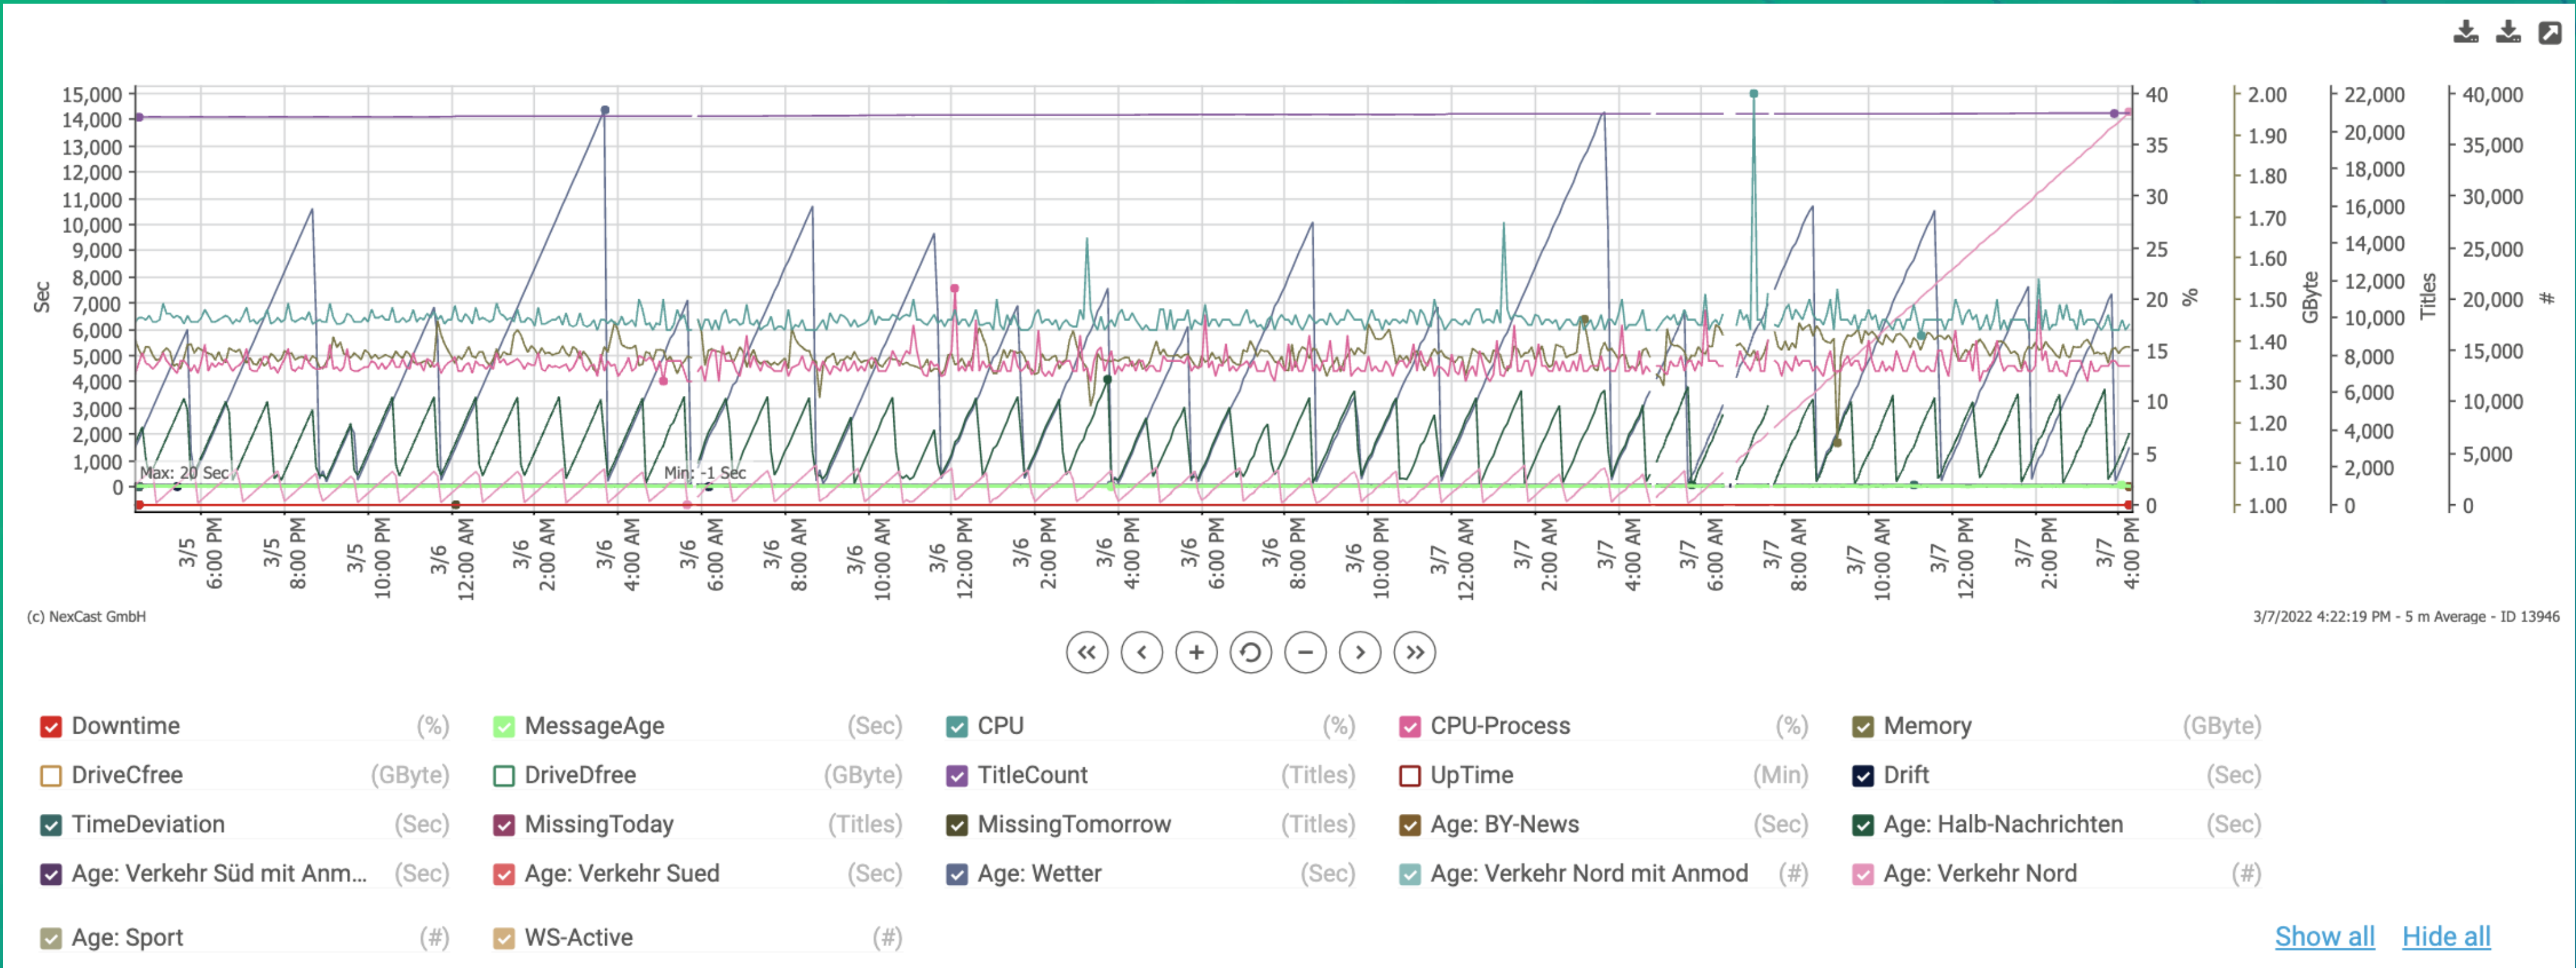 15,000
14,000
13,000
12,000
11,000
10,000
9,000
8,000
7,000
6,000
5,000
4,000
3,000
2,000
1,000
0
Sec
Max: 20 Sec
Min: -1 Sec
40
35
30
25
20
15
10
5
0
%
2.00
1.90
1.80
1.70
1.60
1.50
1.40
1.30
1.20
1.10
1.00
GByte
22,000
20,000
18,000
16,000
14,000
12,000
10,000
8,000
6,000
4,000
2,000
0
Titles
40,000
35,000
30,000
25,000
20,000
15,000
10,000
5,000
0
#
3/5 6:00 PM
3/5 8:00 PM
3/5 10:00 PM
3/6 12:00 AM
3/6 2:00 AM
3/6 4:00 AM
3/6 6:00 AM
3/6 8:00 AM
3/6 10:00 AM
3/6 12:00 PM
3/6 2:00 PM
3/6 4:00 PM
3/6 6:00 PM
3/6 8:00 PM
3/6 10:00 PM
3/7 12:00 AM
3/7 2:00 AM
3/7 4:00 AM
3/7 6:00 AM
3/7 8:00 AM
3/7 10:00 AM
3/7 12:00 PM
3/7 2:00 PM
3/7 4:00 PM
(c) NexCast GmbH
3/7/2022 4:22:19 PM - 5 m Average - ID 13946
Downtime (%) MessageAge (Sec) CPU (%) CPU-Process (%) Memory (GByte)
DriveCfree (GByte) DriveDfree (GByte) TitleCount (Titles) UpTime (Min) Drift (Sec)
TimeDeviation (Sec) MissingToday (Titles) MissingTomorrow (Titles) Age: BY-News (Sec) Age: Halb-Nachrichten (Sec)
Age: Verkehr Süd mit Anm... (Sec) Age: Verkehr Sued (Sec) Age: Wetter (Sec) Age: Verkehr Nord mit Anmod (#) Age: Verkehr Nord (#)
Age: Sport (#) WS-Active (#)
Show all Hide all